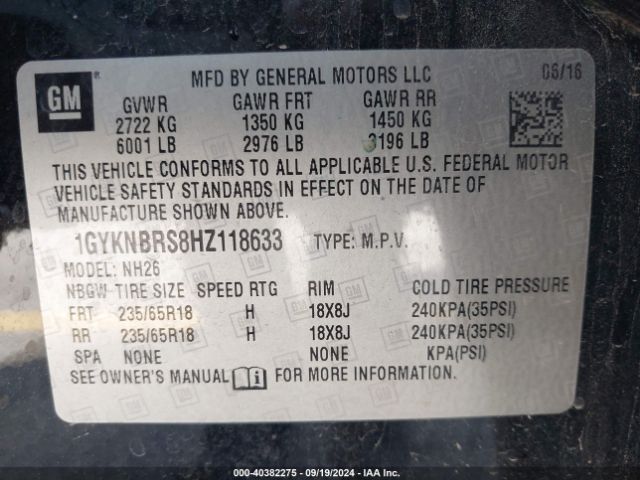 GM
®
MFD BY GENERAL MOTORS LLC 06/16
GVWR GAWR FRT GAWR RR
2722 KG 1350 KG 1450 KG
6001 LB 2976 LB 3196 LB
THIS VEHICLE CONFORMS TO ALL APPLICABLE U.S. FEDERAL MOTOR
VEHICLE SAFETY STANDARDS IN EFFECT ON THE DATE OF
MANUFACTURE SHOWN ABOVE.
1GYKNBRS8HZ118633 TYPE: M.P.V.
MODEL: NH26
NBGW TIRE SIZE SPEED RTG RIM COLD TIRE PRESSURE
FRT 235/65R18 H 18X8J 240KPA(35PSI)
RR 235/65R18 H 18X8J 240KPA(35PSI)
SPA NONE NONE KPA(PSI)
SEE OWNER'S MANUAL FOR MORE INFORMATION.
000-40382275 - 09/19/2024 - IAA Inc.